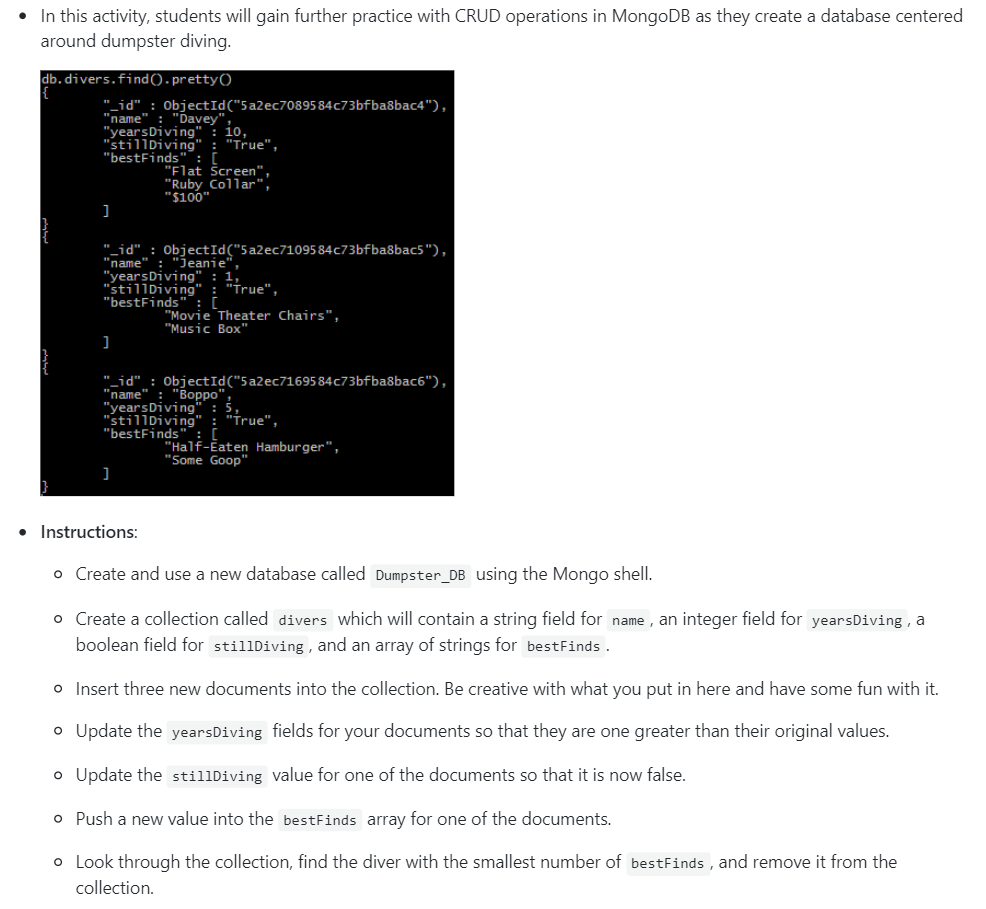 In this activity, students will gain further practice with CRUD operations in MongoDB as they create a database centered
around dumpster diving.
db.divers.find().pretty()
{
"_id" : ObjectId("5a2ec7089584c73bfba8bac4"),
"name" : "Davey",
"yearsDiving" : 10,
"stillDiving" : "True",
"bestFinds" : [
"Flat Screen",
"Ruby Collar",
"$100"
]
}
{
"_id" : ObjectId("5a2ec7109584c73bfba8bac5"),
"name" : "Jeanie",
"yearsDiving" : 1,
"stillDiving" : "True",
"bestFinds" : [
"Movie Theater Chairs",
"Music Box"
]
}
{
"_id" : ObjectId("5a2ec7169584c73bfba8bac6"),
"name" : "Boppo",
"yearsDiving" : 5,
"stillDiving" : "True",
"bestFinds" : [
"Half-Eaten Hamburger",
"Some Goop"
]
}
Instructions:
Create and use a new database called Dumpster_DB using the Mongo shell.
Create a collection called divers which will contain a string field for name , an integer field for yearsDiving , a
boolean field for stillDiving , and an array of strings for bestFinds .
Insert three new documents into the collection. Be creative with what you put in here and have some fun with it.
Update the yearsDiving fields for your documents so that they are one greater than their original values.
Update the stillDiving value for one of the documents so that it is now false.
Push a new value into the bestFinds array for one of the documents.
Look through the collection, find the diver with the smallest number of bestFinds , and remove it from the
collection.